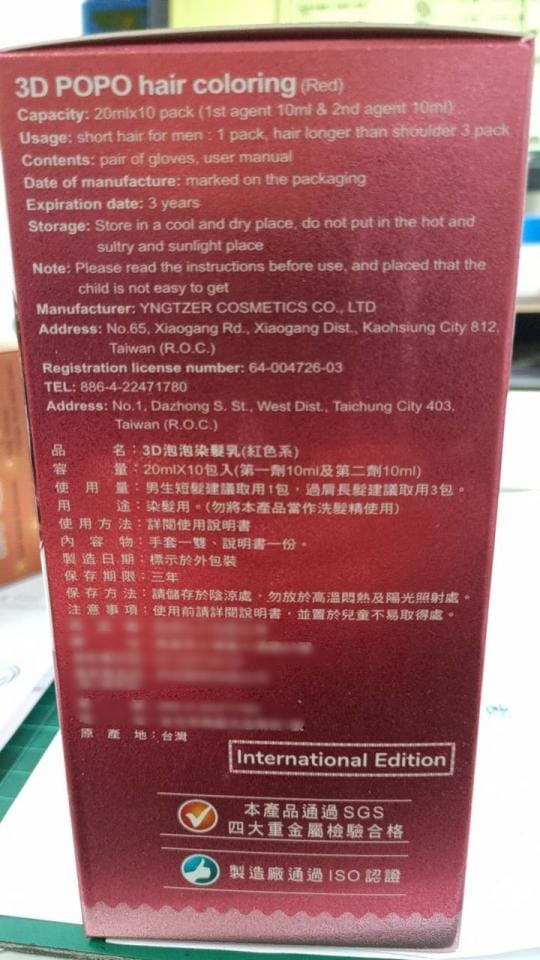 3D POPO hair coloring (Red)
Capacity: 20mlx10 pack (1st agent 10ml & 2nd agent 10ml)
Usage: short hair for men : 1 pack, hair longer than shoulder 3 pack
Contents: pair of gloves, user manual
Date of manufacture: marked on the packaging
Expiration date: 3 years
Storage: Store in a cool and dry place, do not put in the hot and
sultry and sunlight place
Note: Please read the instructions before use, and placed that the
child is not easy to get
Manufacturer: YNGTZER COSMETICS CO., LTD
Address: No.65, Xiaogang Rd., Xiaogang Dist., Kaohsiung City 812,
Taiwan (R.O.C.)
Registration license number: 64-004726-03
TEL: 886-4-22471780
Address: No.1, Dazhong S. St., West Dist., Taichung City 403,
Taiwan (R.O.C.)
品名：3D泡泡染髮乳(紅色系)
容量：20mlX10包入(第一劑10ml及第二劑10ml)
使用量：男生短髮建議取用1包，過肩長髮建議取用3包。
用途：染髮用。(勿將本產品當作洗髮精使用)
使用方法：詳閱使用說明書
內容物：手套一雙、說明書一份。
製造日期：標示於外包裝
保存期限：三年
保存方法：請儲存於陰涼處，勿放於高溫悶熱及陽光照射處。
注意事項：使用前請詳閱說明書，並置於兒童不易取得處。
原產地：台灣
International Edition
本產品通過SGS
四大重金屬檢驗合格
製造廠通過ISO認證